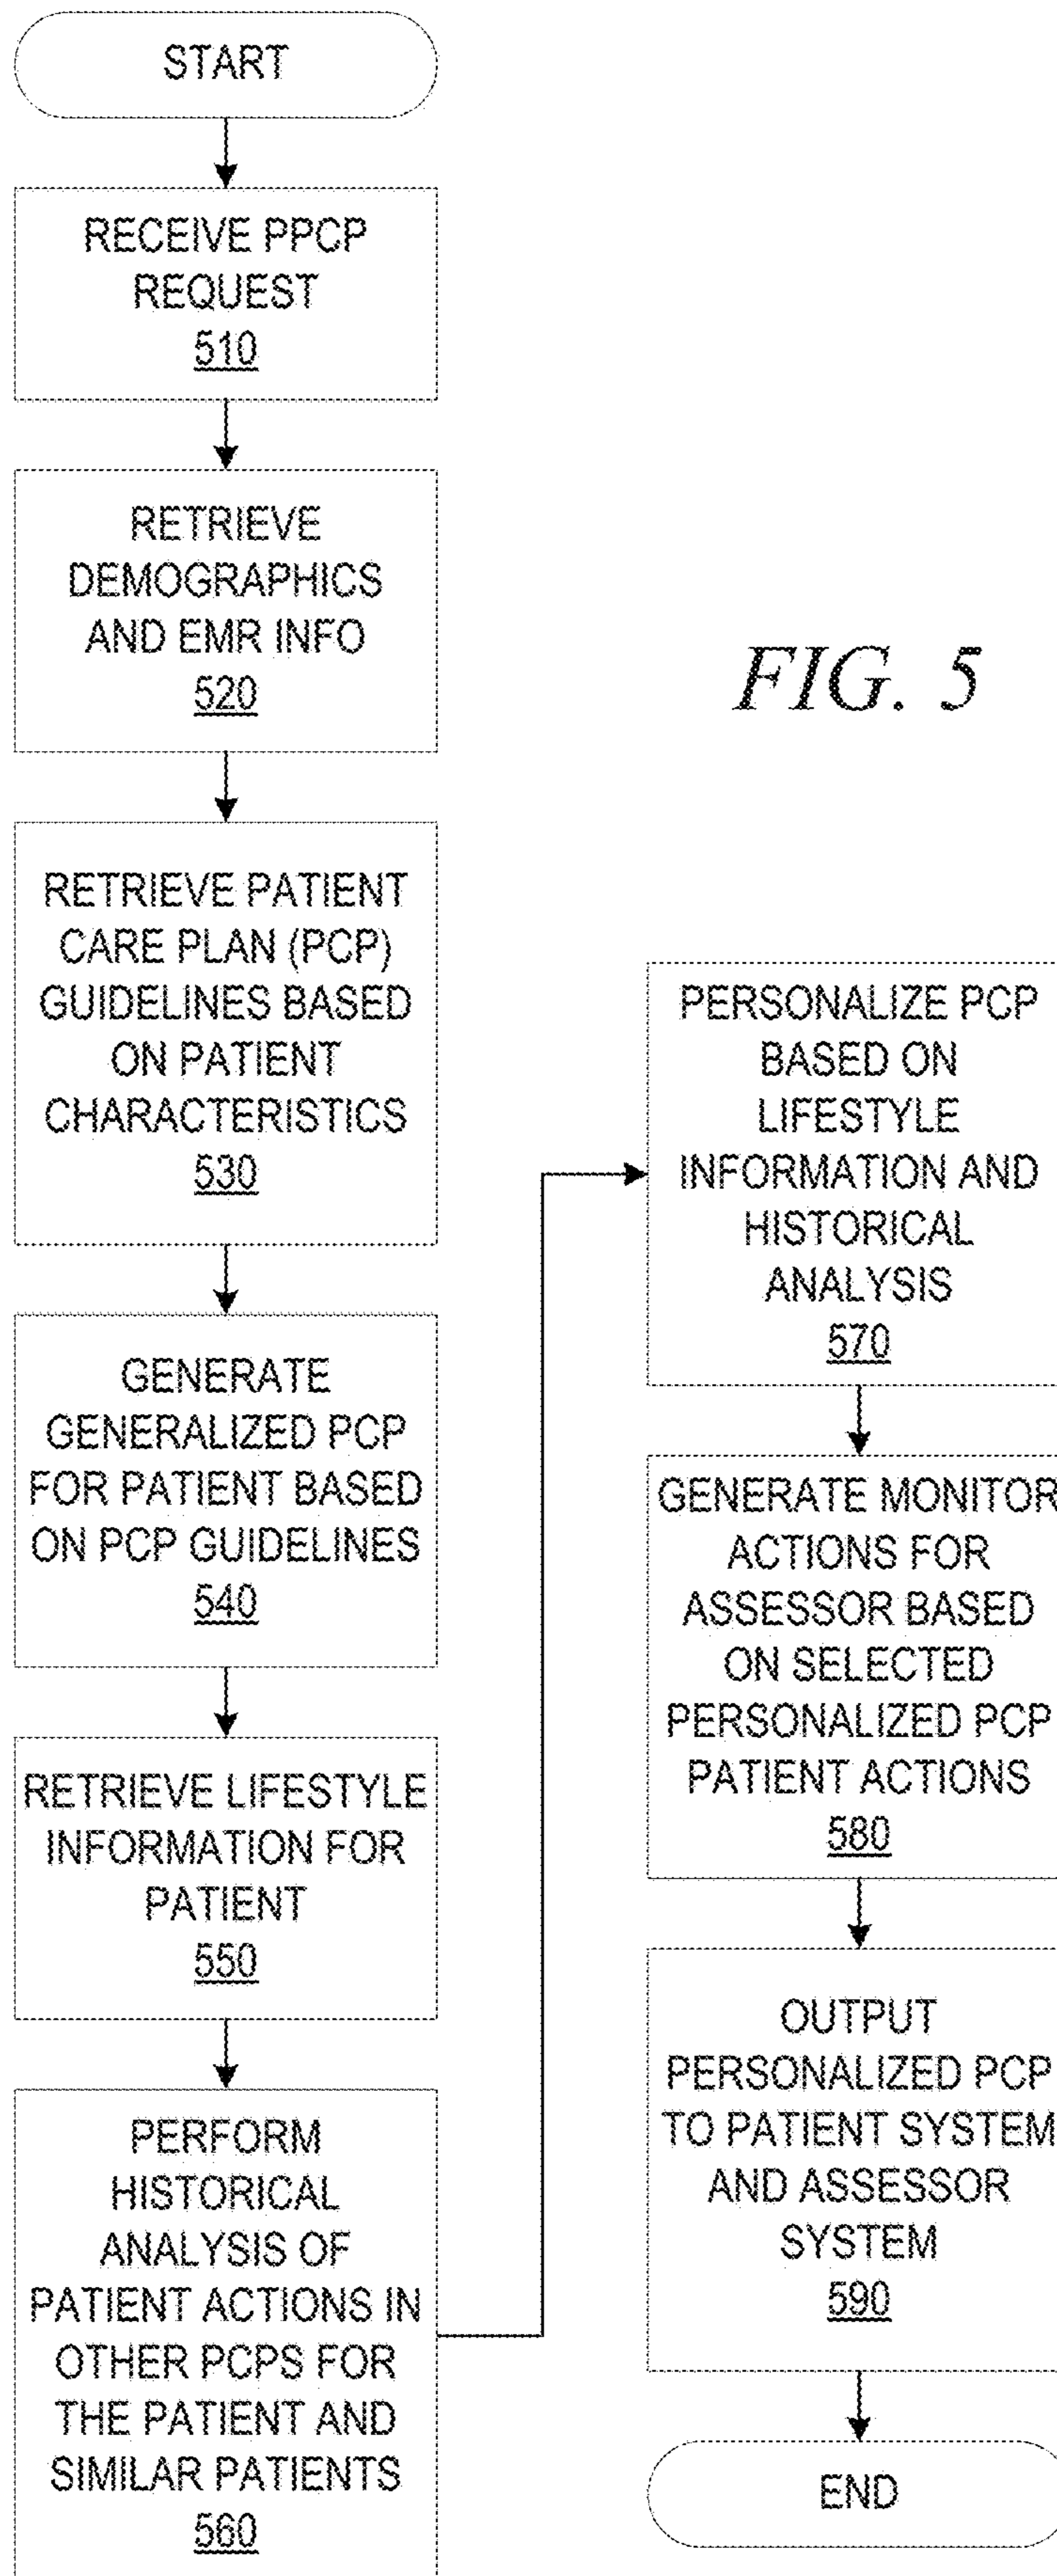 START
RECEIVE PPCP
REQUEST
510
RETRIEVE
DEMOGRAPHICS
AND EMR INFO
520
RETRIEVE PATIENT
CARE PLAN (PCP)
GUIDELINES BASED
ON PATIENT
CHARACTERISTICS
530
GENERATE
GENERALIZED PCP
FOR PATIENT BASED
ON PCP GUIDELINES
540
RETRIEVE LIFESTYLE
INFORMATION FOR
PATIENT
550
PERFORM
HISTORICAL
ANALYSIS OF
PATIENT ACTIONS IN
OTHER PCPS FOR
THE PATIENT AND
SIMILAR PATIENTS
560
FIG. 5
PERSONALIZE PCP
BASED ON
LIFESTYLE
INFORMATION AND
HISTORICAL
ANALYSIS
570
GENERATE MONITOR
ACTIONS FOR
ASSESSOR BASED
ON SELECTED
PERSONALIZED PCP
PATIENT ACTIONS
580
OUTPUT
PERSONALIZED PCP
TO PATIENT SYSTEM
AND ASSESSOR
SYSTEM
590
END